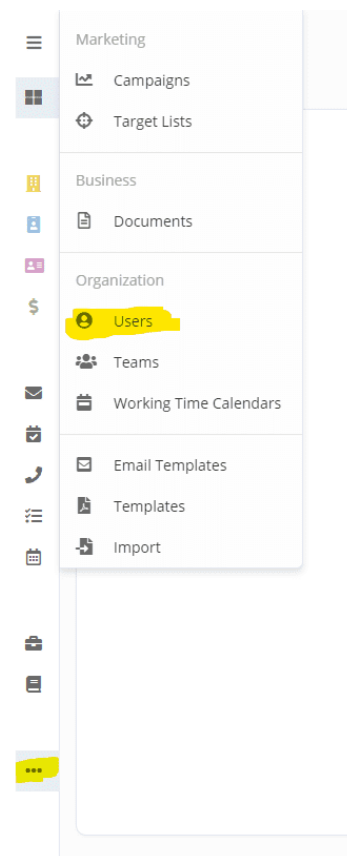 Marketing
Campaigns
Target Lists
Business
Documents
Organization
Users
Teams
Working Time Calendars
Email Templates
Templates
Import